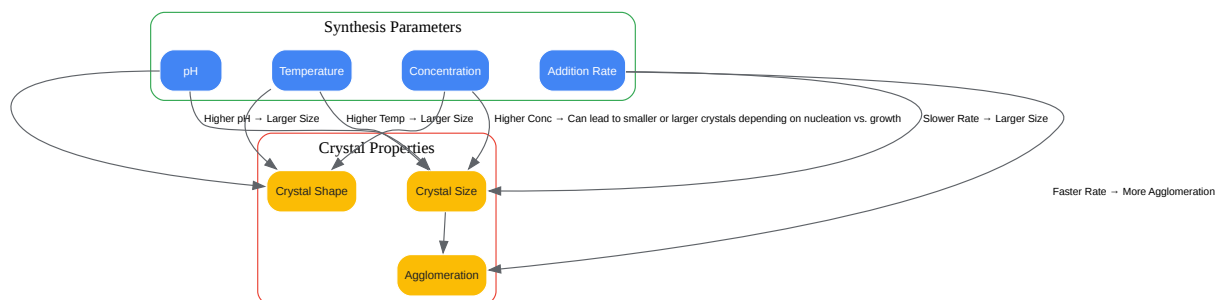 Synthesis Parameters
pH
Temperature
Concentration
Addition Rate
Higher pH → Larger Size
Higher Temp → Larger Size
Higher Conc → Can lead to smaller or larger crystals depending on nucleation vs. growth
Slower Rate → Larger Size
Crystal Properties
Crystal Shape
Crystal Size
Faster Rate → More Agglomeration
Agglomeration